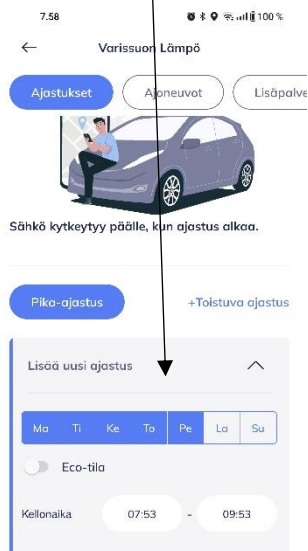 7.58 100 %
Varissuon Lämpö
Ajastukset Ajoneuvot Lisäpalve
Sähkö kytkeytyy päälle, kun ajastus alkaa.
Pika-ajastus +Toistuva ajastus
Lisää uusi ajastus
Ma Ti Ke To Pe La Su
Eco-tila
Kellonaika 07:53 - 09:53